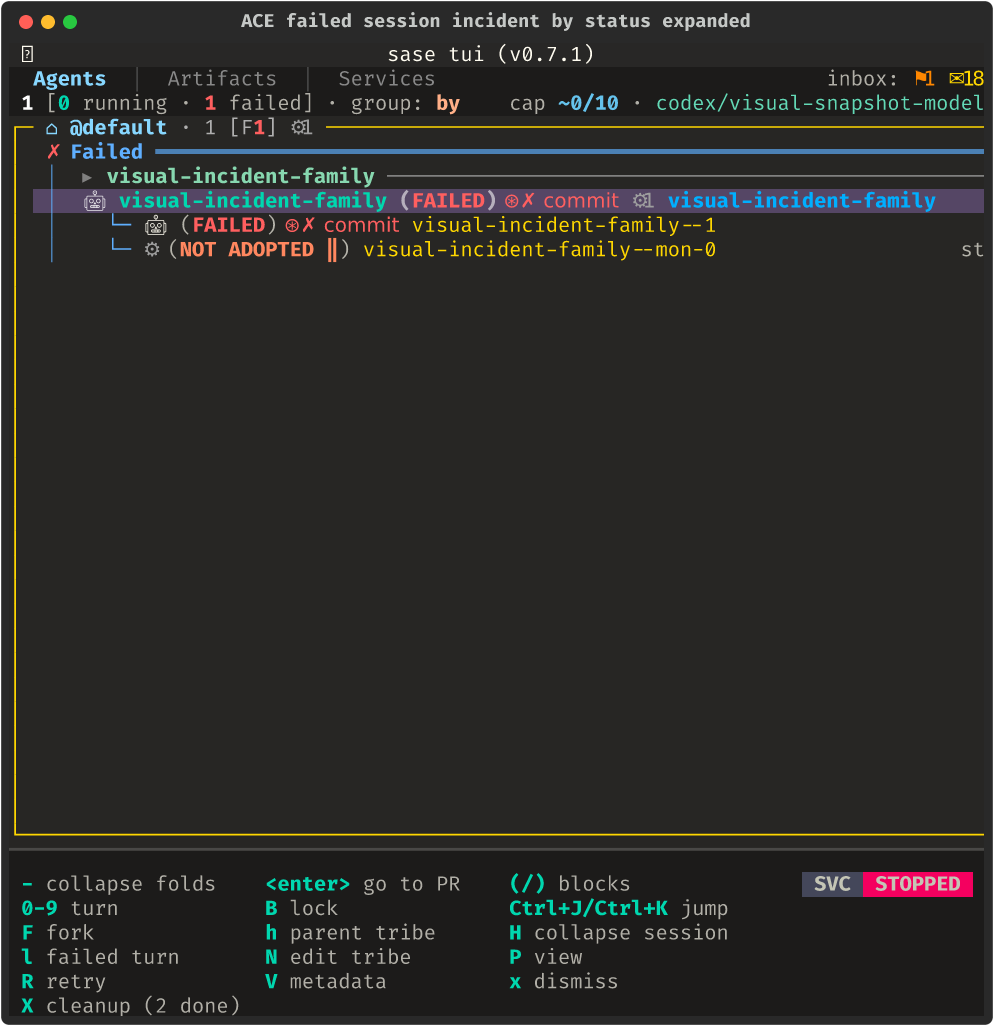 ACE failed session incident by status expanded
sase tui (v0.7.1)
Agents │ Artifacts │ Services inbox: ⚑1 ✉18
1 [0 running · 1 failed] · group: by cap ~0/10 · codex/visual-snapshot-model
⌂ @default · 1 [F1] ⚙1
✗ Failed
▸ visual-incident-family
visual-incident-family (FAILED) ⊛✗ commit ⚙1 visual-incident-family
└─ (FAILED) ⊛✗ commit visual-incident-family--1
└─ ⚙ (NOT ADOPTED ‖) visual-incident-family--mon-0 st
- collapse folds <enter> go to PR (/) blocks SVC STOPPED
0-9 turn B lock Ctrl+J/Ctrl+K jump
F fork h parent tribe H collapse session
l failed turn N edit tribe P view
R retry V metadata x dismiss
X cleanup (2 done)